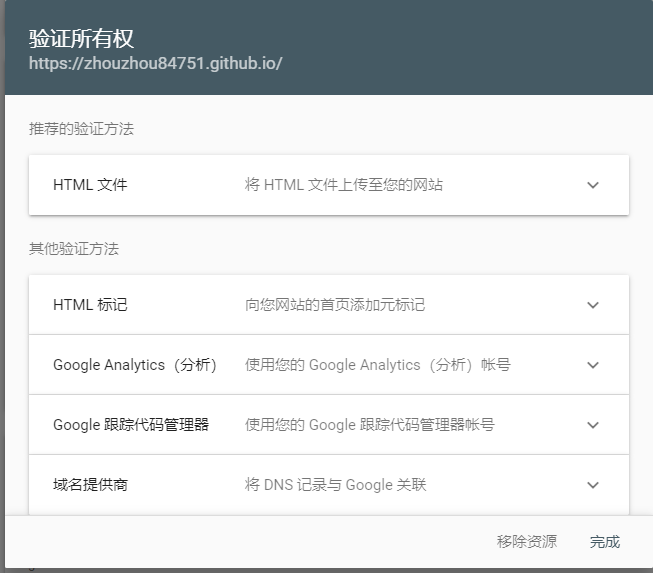 验证所有权
https://zhouzhou84751.github.io/
推荐的验证方法
HTML 文件 将 HTML 文件上传至您的网站
其他验证方法
HTML 标记 向您网站的首页添加元标记
Google Analytics（分析） 使用您的 Google Analytics（分析）帐号
Google 跟踪代码管理器 使用您的 Google 跟踪代码管理器帐号
域名提供商 将 DNS 记录与 Google 关联
移除资源 完成